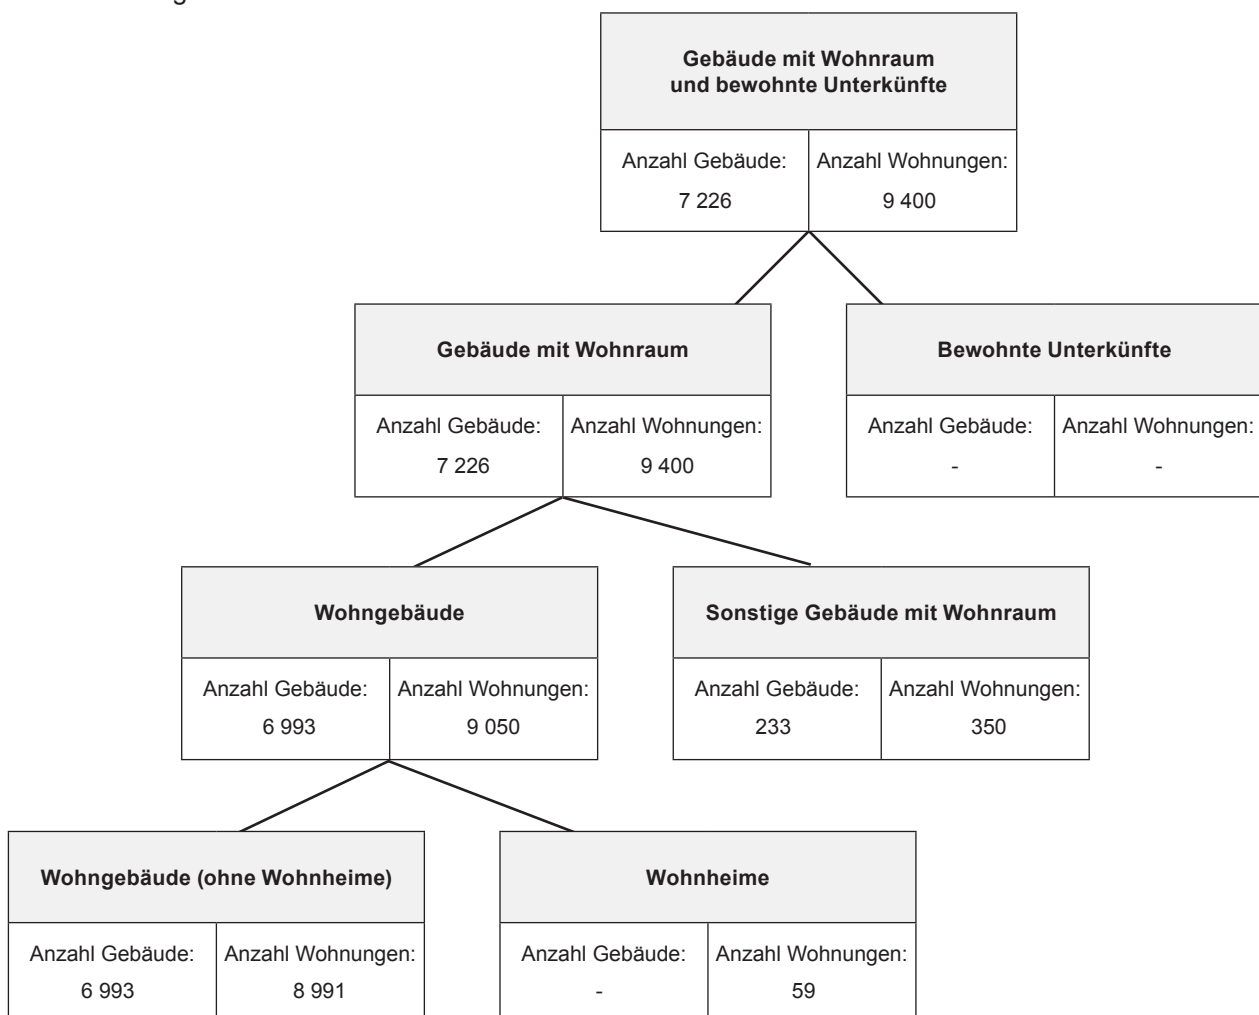 Gebäude mit Wohnraum
und bewohnte Unterkünfte
Anzahl Gebäude:
7 226
Anzahl Wohnungen:
9 400
Gebäude mit Wohnraum
Anzahl Gebäude:
7 226
Anzahl Wohnungen:
9 400
Bewohnte Unterkünfte
Anzahl Gebäude:
-
Anzahl Wohnungen:
-
Wohngebäude
Anzahl Gebäude:
6 993
Anzahl Wohnungen:
9 050
Sonstige Gebäude mit Wohnraum
Anzahl Gebäude:
233
Anzahl Wohnungen:
350
Wohngebäude (ohne Wohnheime)
Anzahl Gebäude:
6 993
Anzahl Wohnungen:
8 991
Wohnheime
Anzahl Gebäude:
-
Anzahl Wohnungen:
59